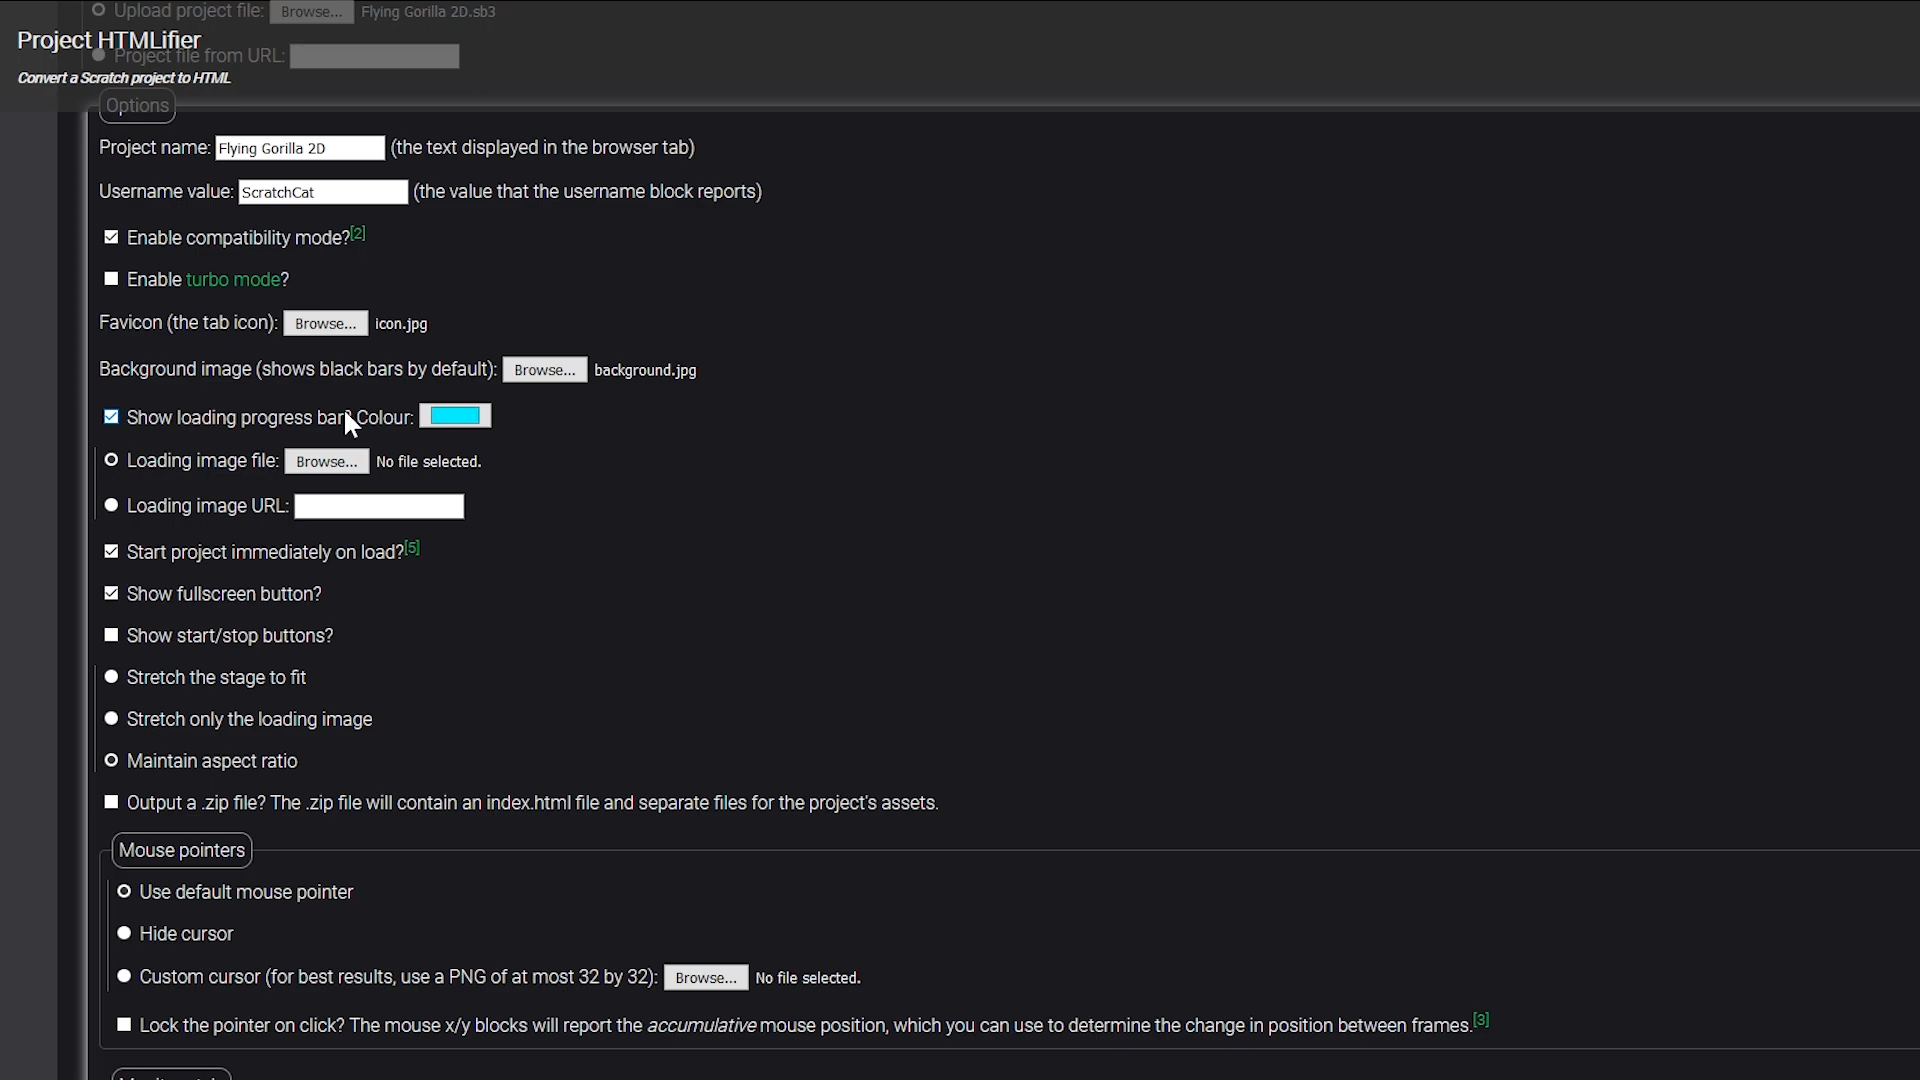 Upload project file: Browse... Flying Gorilla 2D.sb3
Project HTMLifier
Project file from URL:
Convert a Scratch project to HTML
Options
Project name: Flying Gorilla 2D (the text displayed in the browser tab)
Username value: ScratchCat (the value that the username block reports)
Enable compatibility mode?[2]
Enable turbo mode?
Favicon (the tab icon): Browse... icon.jpg
Background image (shows black bars by default): Browse... background.jpg
Show loading progress bar? Colour:
Loading image file: Browse... No file selected.
Loading image URL:
Start project immediately on load?[5]
Show fullscreen button?
Show start/stop buttons?
Stretch the stage to fit
Stretch only the loading image
Maintain aspect ratio
Output a .zip file? The .zip file will contain an index.html file and separate files for the project's assets.
Mouse pointers
Use default mouse pointer
Hide cursor
Custom cursor (for best results, use a PNG of at most 32 by 32): Browse... No file selected.
Lock the pointer on click? The mouse x/y blocks will report the accumulative mouse position, which you can use to determine the change in position between frames.[3]